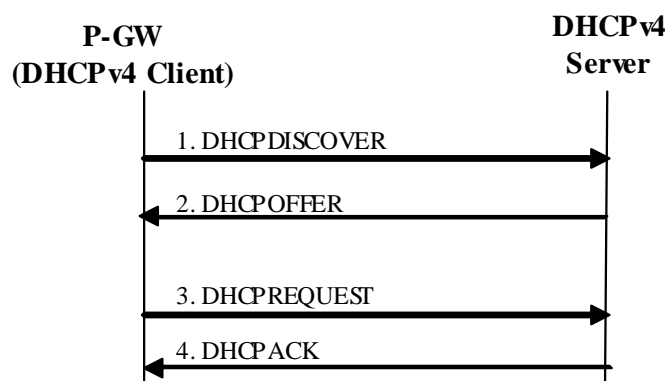 P-GW
(DHCPv4 Client)
DHCPv4
Server
1. DHCPDISCOVER
2. DHCPOFFER
3. DHCPREQUEST
4. DHCPACK